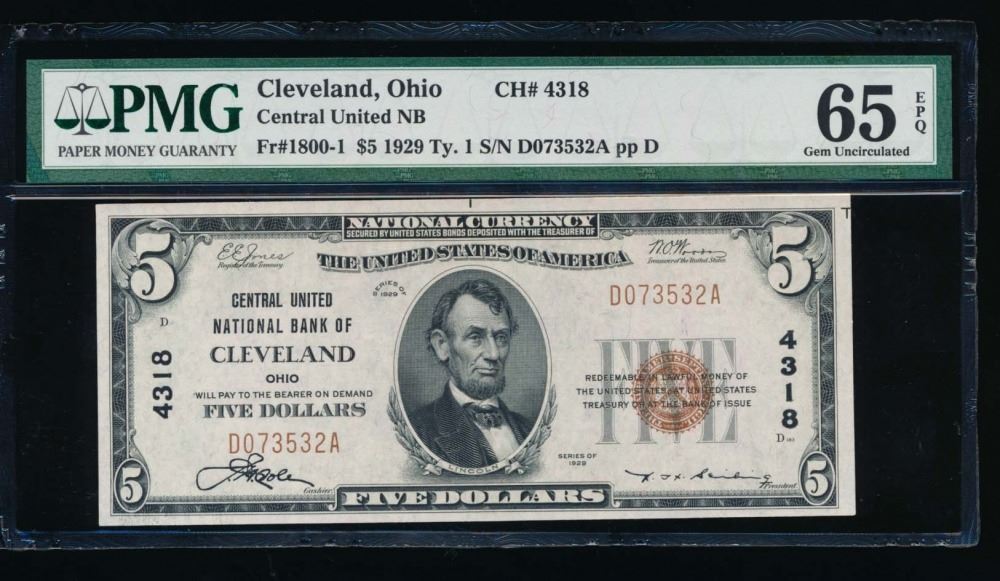 PMG
PAPER MONEY GUARANTY
Cleveland, Ohio CH# 4318
Central United NB
Fr#1800-1 $5 1929 Ty. 1 S/N D073532A pp D
65 EPQ
Gem Uncirculated
NATIONAL CURRENCY
SECURED BY UNITED STATES BONDS DEPOSITED WITH THE TREASURER OF
THE UNITED STATES OF AMERICA
5
5
E.E. Jones
Register of the Treasury
W.O. Woods
Treasurer of the United States
SERIES OF
1929
D073532A
CENTRAL UNITED
D
NATIONAL BANK OF
CLEVELAND
OHIO
WILL PAY TO THE BEARER ON DEMAND
FIVE DOLLARS
D073532A
4318
4318
FIVE
REDEEMABLE IN LAWFUL MONEY OF
THE UNITED STATES AT UNITED STATES
TREASURY OR AT THE BANK OF ISSUE
D
SERIES OF
1929
LINCOLN
Cashier
President
5
FIVE DOLLARS
5